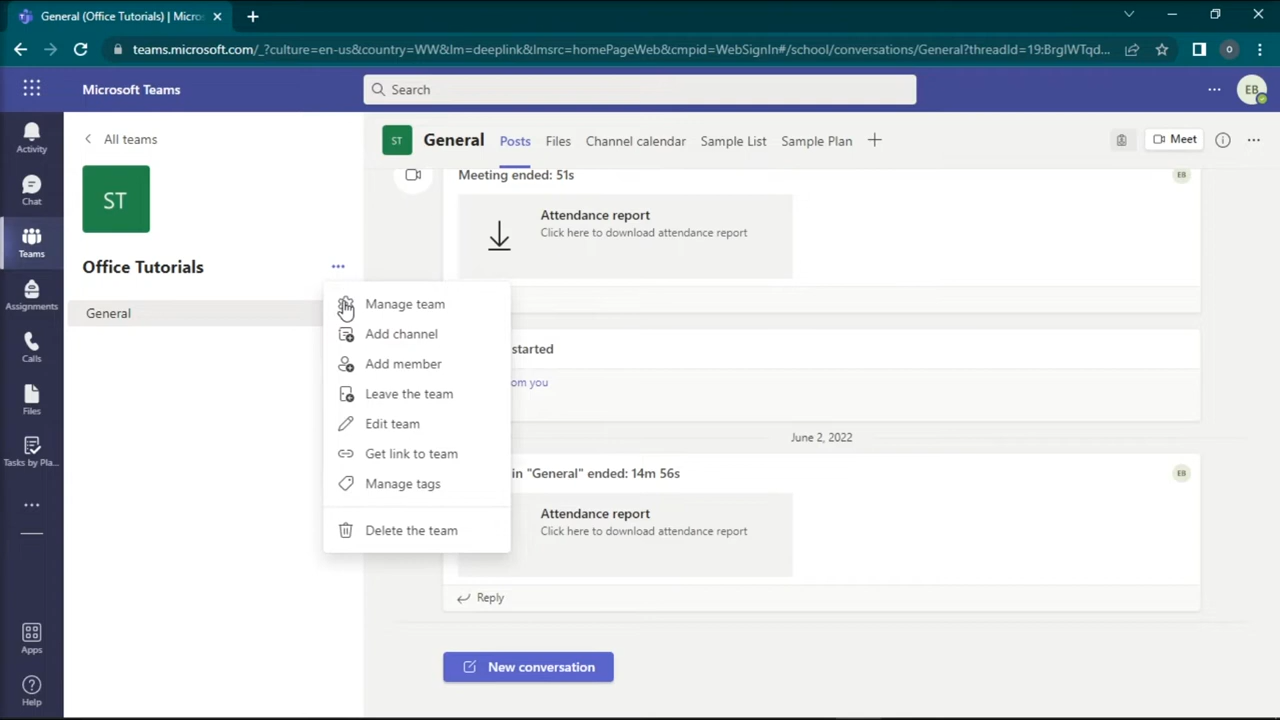 General (Office Tutorials) | Micro
teams.microsoft.com/_?culture=en-us&country=WW&lm=deeplink&lmsrc=homePageWeb&cmpid=WebSignIn#/school/conversations/General?threadId=19:BrgIWTqd...
O
Microsoft Teams
Search
EB
Activity
Chat
Teams
Assignments
Calls
Files
Tasks by Pla...
Apps
Help
All teams
ST
Office Tutorials
General
Manage team
Add channel
Add member
Leave the team
Edit team
Get link to team
Manage tags
Delete the team
ST
General
Posts
Files
Channel calendar
Sample List
Sample Plan
Meet
Meeting ended: 51s
EB
Attendance report
Click here to download attendance report
started
om you
June 2, 2022
in "General" ended: 14m 56s
EB
Attendance report
Click here to download attendance report
Reply
New conversation